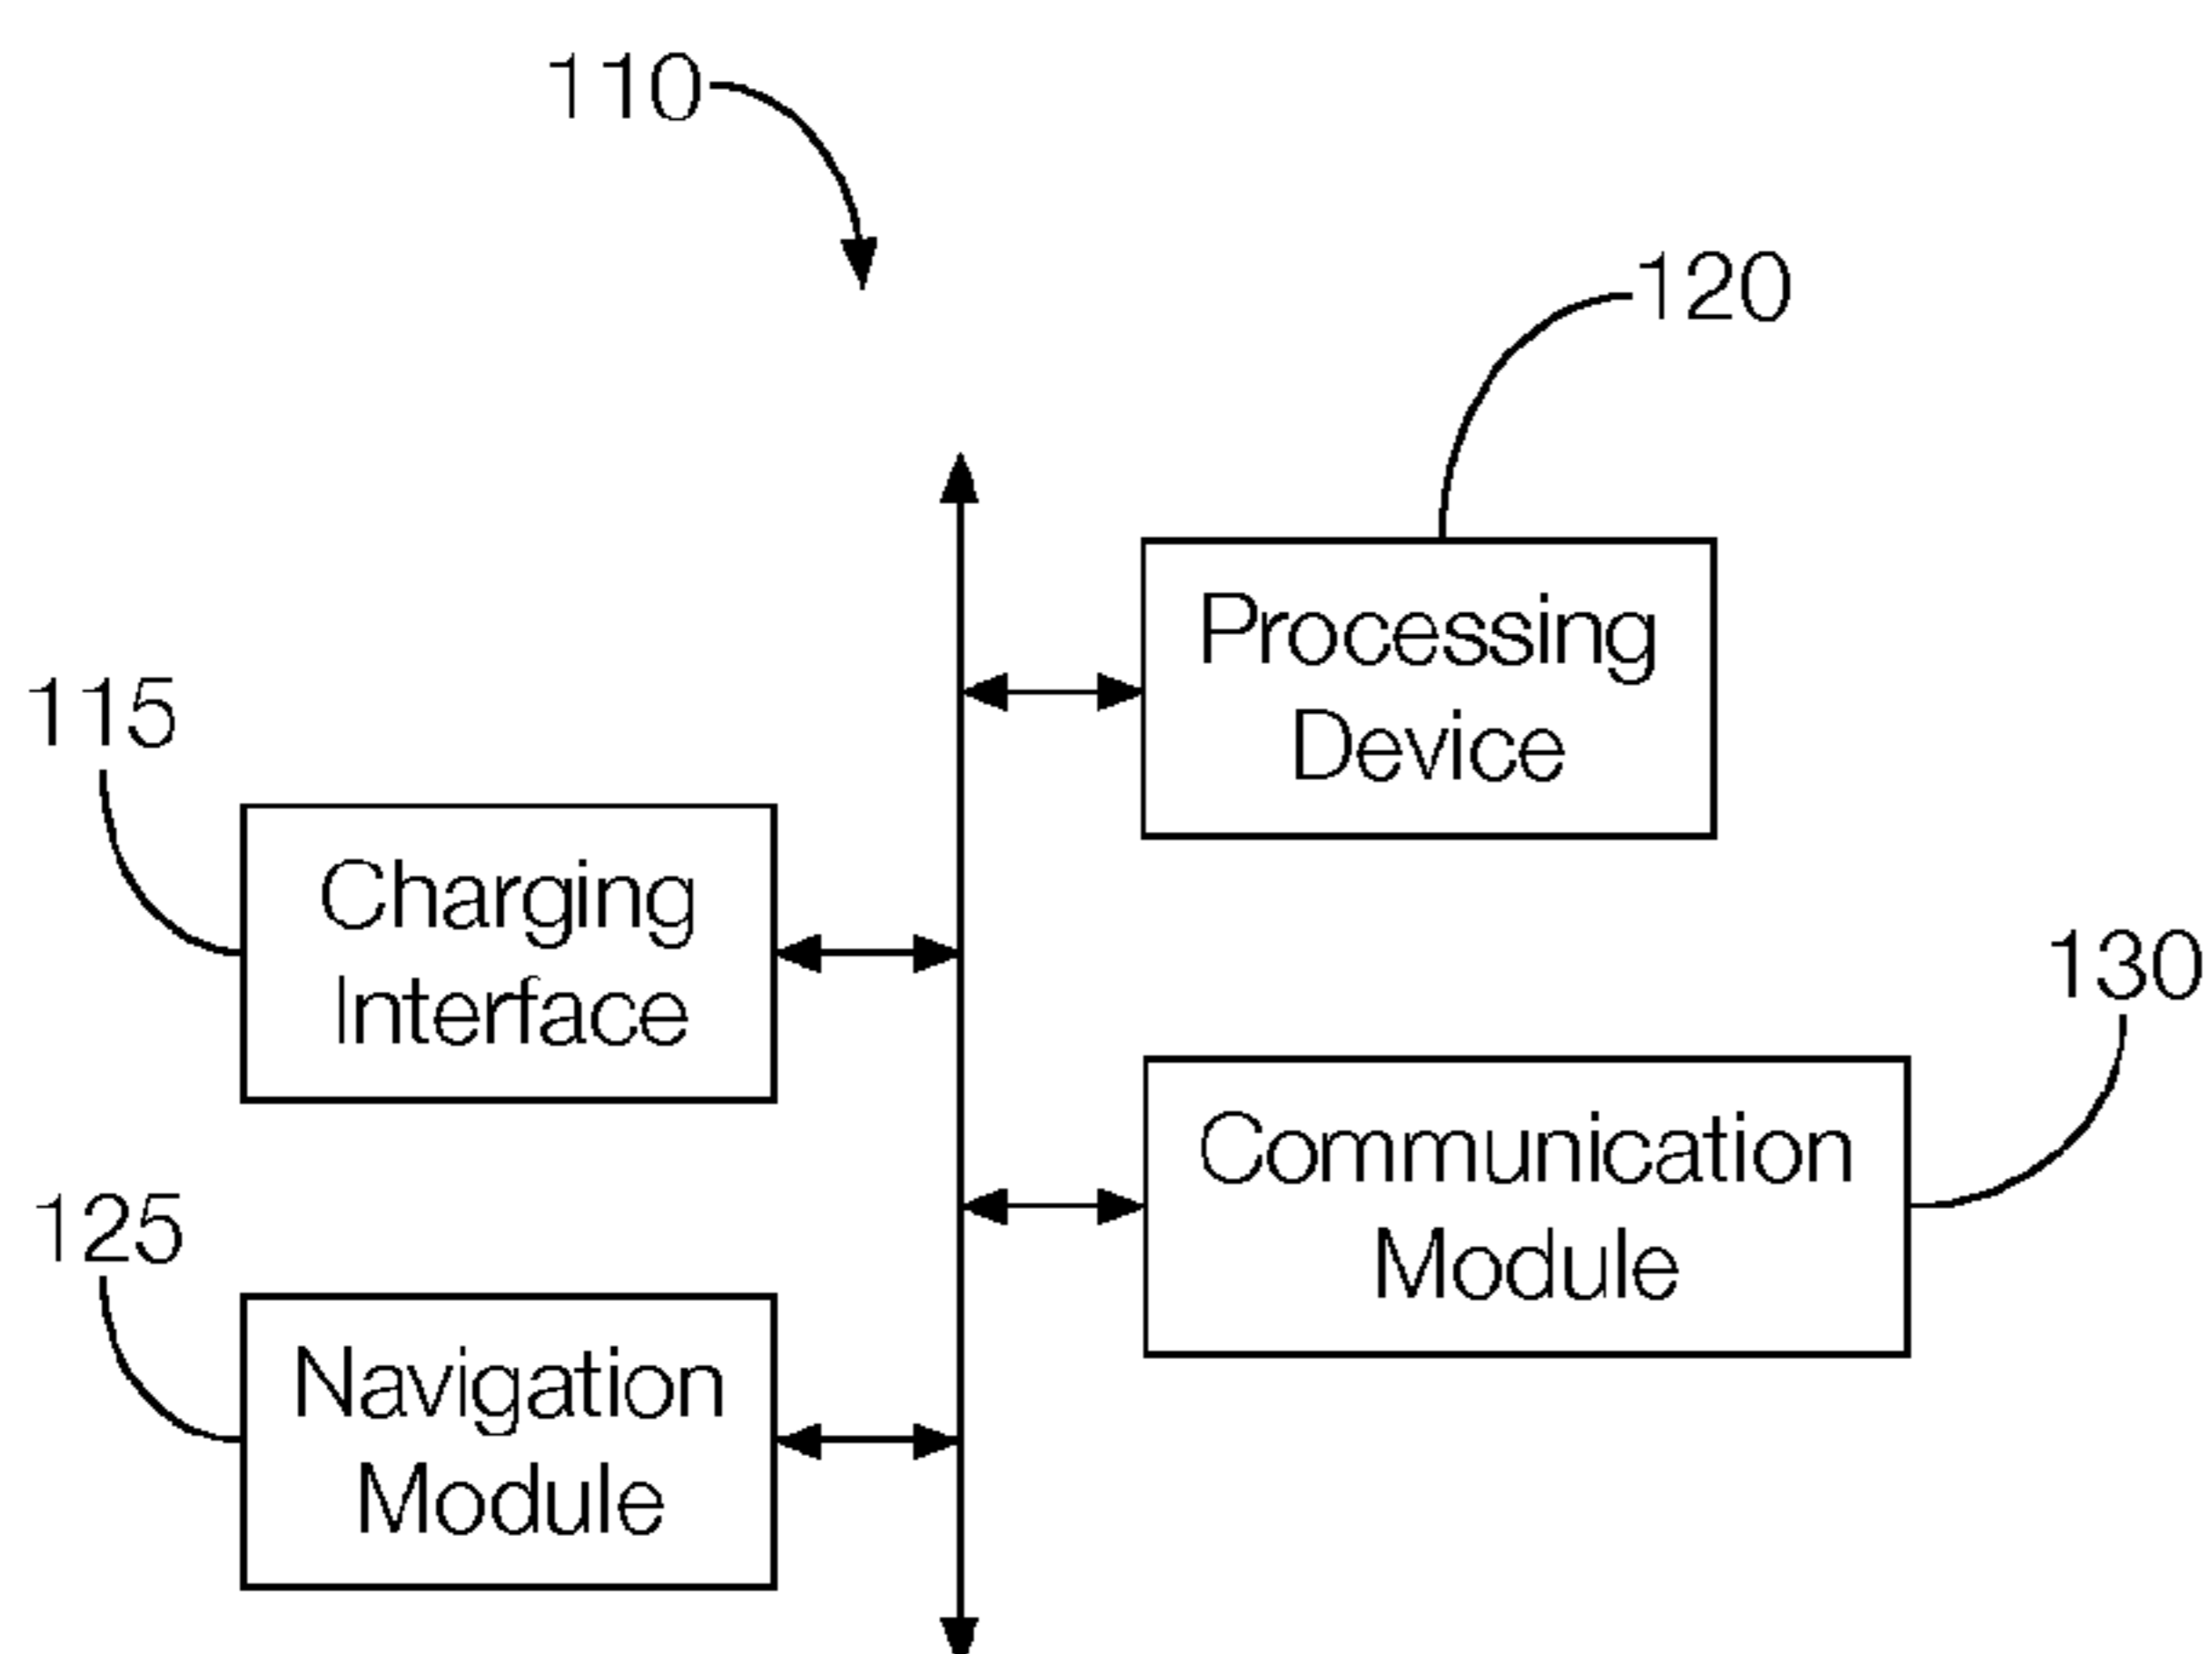 110
120
Processing
Device
115
Charging
Interface
130
Communication
Module
125
Navigation
Module